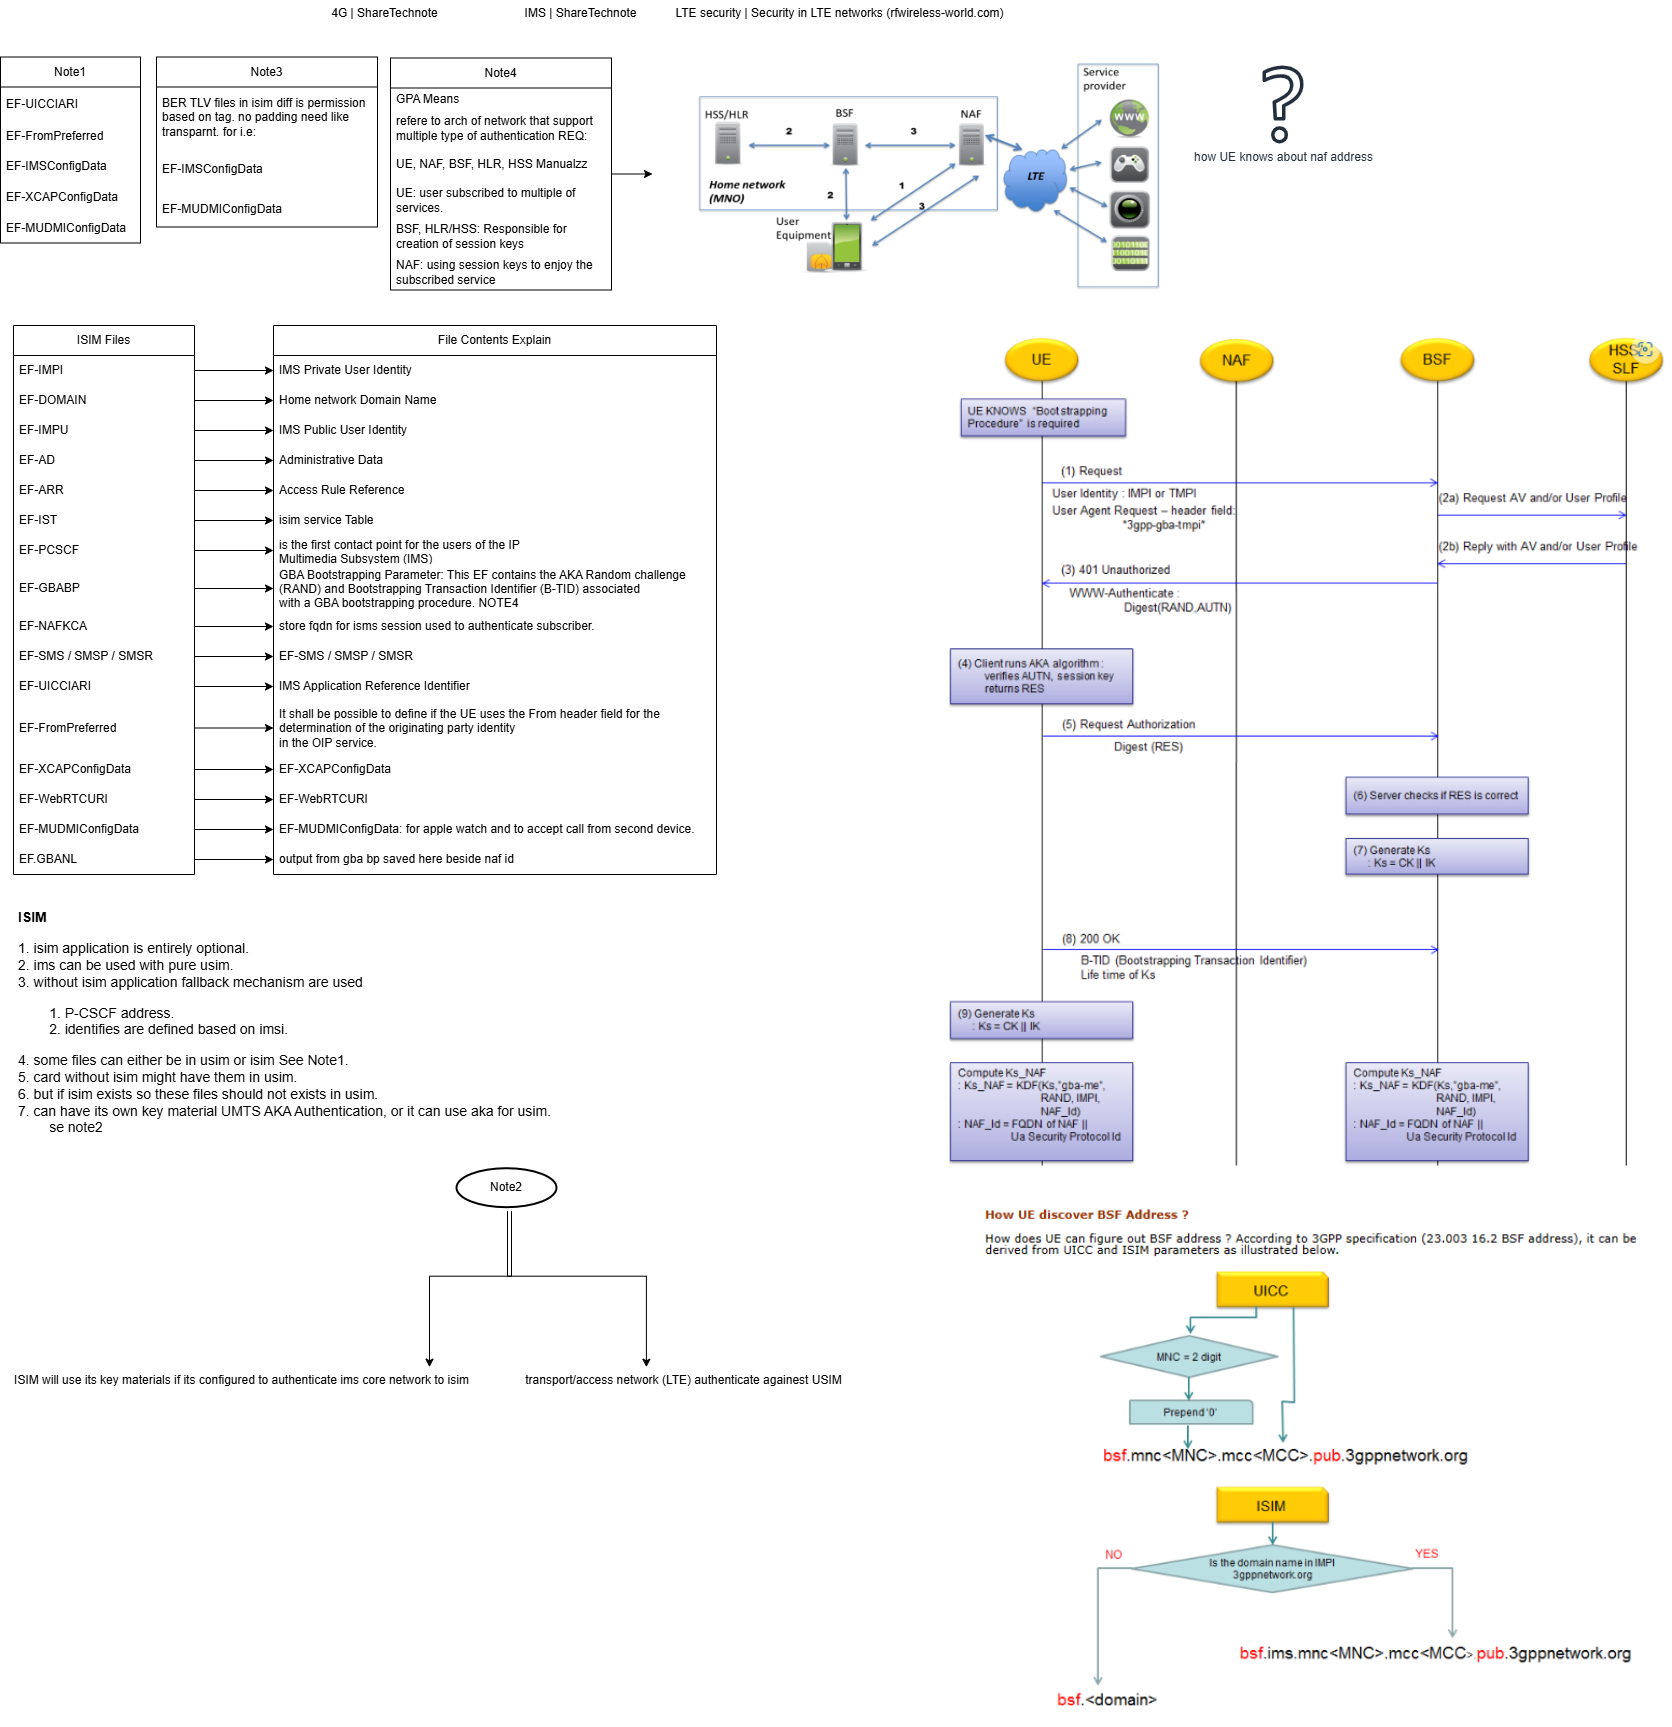 4G | ShareTechnote
IMS | ShareTechnote
LTE security | Security in LTE networks (rfwireless-world.com)
Note1
EF-UICCIARI
EF-FromPreferred
EF-IMSConfigData
EF-XCAPConfigData
EF-MUDMIConfigData
Note3
BER TLV files in isim diff is permission
based on tag. no padding need like
transparnt. for i.e:
EF-IMSConfigData
EF-MUDMIConfigData
Note4
GPA Means
refere to arch of network that support
multiple type of authentication REQ:
UE, NAF, BSF, HLR, HSS Manualzz
UE: user subscribed to multiple of
services.
BSF, HLR/HSS: Responsible for
creation of session keys
NAF: using session keys to enjoy the
subscribed service
HSS/HLR
BSF
NAF
2
3
1
2
3
Home network
(MNO)
User
Equipment
LTE
Service
provider
WWW
?
how UE knows about naf address
ISIM Files
File Contents Explain
EF-IMPI
IMS Private User Identity
EF-DOMAIN
Home network Domain Name
EF-IMPU
IMS Public User Identity
EF-AD
Administrative Data
EF-ARR
Access Rule Reference
EF-IST
isim service Table
EF-PCSCF
is the first contact point for the users of the IP
Multimedia Subsystem (IMS)
EF-GBABP
GBA Bootstrapping Parameter: This EF contains the AKA Random challenge
(RAND) and Bootstrapping Transaction Identifier (B-TID) associated
with a GBA bootstrapping procedure. NOTE4
EF-NAFKCA
store fqdn for isms session used to authenticate subscriber.
EF-SMS / SMSP / SMSR
EF-SMS / SMSP / SMSR
EF-UICCIARI
IMS Application Reference Identifier
EF-FromPreferred
It shall be possible to define if the UE uses the From header field for the
determination of the originating party identity
in the OIP service.
EF-XCAPConfigData
EF-XCAPConfigData
EF-WebRTCURI
EF-WebRTCURI
EF-MUDMIConfigData
EF-MUDMIConfigData: for apple watch and to accept call from second device.
EF.GBANL
output from gba bp saved here beside naf id
ISIM
1. isim application is entirely optional.
2. ims can be used with pure usim.
3. without isim application fallback mechanism are used
1. P-CSCF address.
2. identifies are defined based on imsi.
4. some files can either be in usim or isim See Note1.
5. card without isim might have them in usim.
6. but if isim exists so these files should not exists in usim.
7. can have its own key material UMTS AKA Authentication, or it can use aka for usim.
se note2
Note2
ISIM will use its key materials if its configured to authenticate ims core network to isim
transport/access network (LTE) authenticate againest USIM
UE
NAF
BSF
HSS
SLF
UE KNOWS "Bootstrapping
Procedure" is required
(1) Request
User Identity : IMPI or TMPI
User Agent Request – header field:
"3gpp-gba-tmpi"
(2a) Request AV and/or User Profile
(2b) Reply with AV and/or User Profile
(3) 401 Unauthorized
WWW-Authenticate :
Digest(RAND,AUTN)
(4) Client runs AKA algorithm :
verifies AUTN, session key
returns RES
(5) Request Authorization
Digest (RES)
(6) Server checks if RES is correct
(7) Generate Ks
: Ks = CK || IK
(8) 200 OK
B-TID (Bootstrapping Transaction Identifier)
Life time of Ks
(9) Generate Ks
: Ks = CK || IK
Compute Ks_NAF
: Ks_NAF = KDF(Ks,"gba-me",
RAND, IMPI,
NAF_Id)
: NAF_Id = FQDN of NAF ||
Ua Security Protocol Id
Compute Ks_NAF
: Ks_NAF = KDF(Ks,"gba-me",
RAND, IMPI,
NAF_Id)
: NAF_Id = FQDN of NAF ||
Ua Security Protocol Id
How UE discover BSF Address ?
How does UE can figure out BSF address ? According to 3GPP specification (23.003 16.2 BSF address), it can be
derived from UICC and ISIM parameters as illustrated below.
UICC
MNC = 2 digit
Prepend '0'
bsf.mnc<MNC>.mcc<MCC>.pub.3gppnetwork.org
ISIM
NO
YES
Is the domain name in IMPI
3gppnetwork.org
bsf.ims.mnc<MNC>.mcc<MCC>.pub.3gppnetwork.org
bsf.<domain>